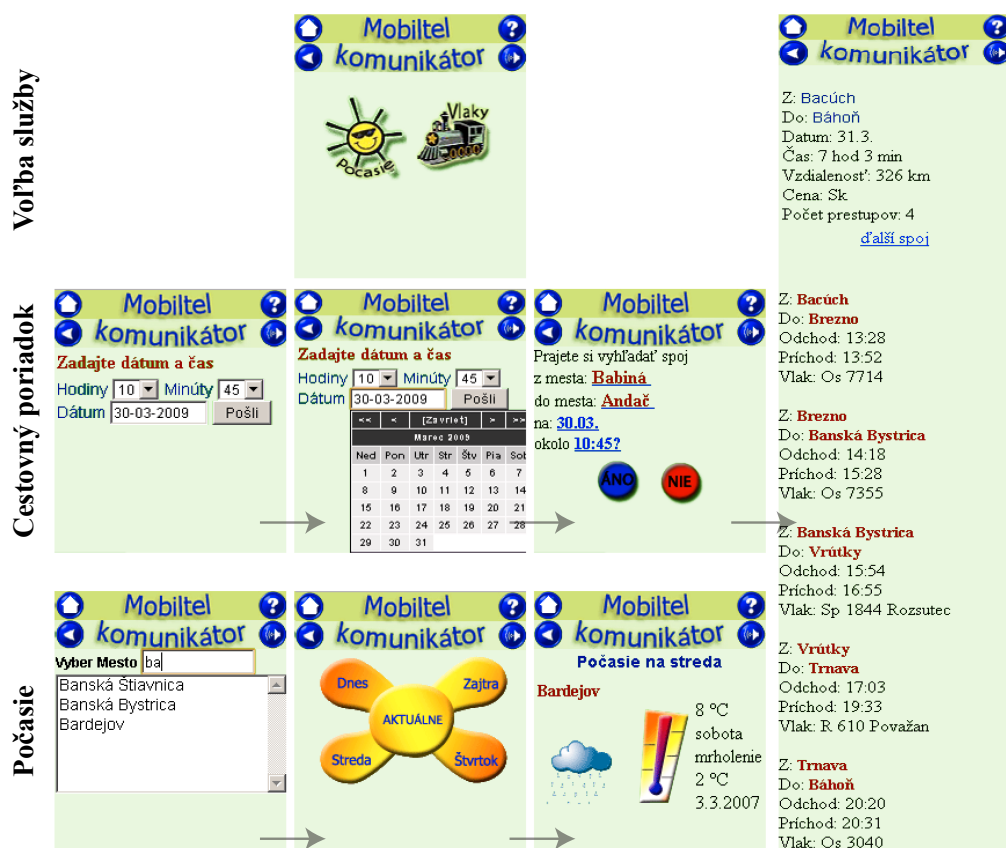 Voľba služby
Mobiltel
komunikátor
Pocasie
Vlaky
Mobiltel
komunikátor
Z: Bacúch
Do: Báhoň
Datum: 31.3.
Čas: 7 hod 3 min
Vzdialenosť: 326 km
Cena: Sk
Počet prestupov: 4
ďalší spoj
Z: Bacúch
Do: Brezno
Odchod: 13:28
Príchod: 13:52
Vlak: Os 7714
Z: Brezno
Do: Banská Bystrica
Odchod: 14:18
Príchod: 15:28
Vlak: Os 7355
Z: Banská Bystrica
Do: Vrútky
Odchod: 15:54
Príchod: 16:55
Vlak: Sp 1844 Rozsutec
Z: Vrútky
Do: Trnava
Odchod: 17:03
Príchod: 19:33
Vlak: R 610 Považan
Z: Trnava
Do: Báhoň
Odchod: 20:20
Príchod: 20:31
Vlak: Os 3040
Cestovný poriadok
Mobiltel
komunikátor
Zadajte dátum a čas
Hodiny 10 Minúty 45
Dátum 30-03-2009 Pošli
Mobiltel
komunikátor
Zadajte dátum a čas
Hodiny 10 Minúty 45
Dátum 30-03-2009 Pošli
<< < [Zavrieť] > >>
Marec 2009
Ned Pon Utr Str Štv Pia Sob
1 2 3 4 5 6 7
8 9 10 11 12 13 14
15 16 17 18 19 20 21
22 23 24 25 26 27 28
29 30 31
Mobiltel
komunikátor
Prajete si vyhľadať spoj
z mesta: Babiná
do mesta: Andač
na: 30.03.
okolo 10:45?
ÁNO NIE
Počasie
Mobiltel
komunikátor
Vyber Mesto ba
Banská Štiavnica
Banská Bystrica
Bardejov
Mobiltel
komunikátor
Dnes Zajtra
AKTUÁLNE
Streda Štvrtok
Mobiltel
komunikátor
Počasie na streda
Bardejov
8 °C
sobota
mrholenie
2 °C
3.3.2007